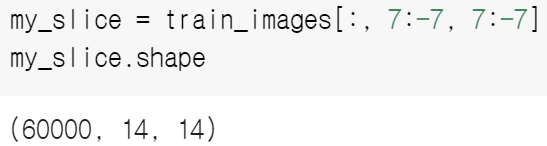 my_slice = train_images[:, 7:-7, 7:-7]
my_slice.shape
(60000, 14, 14)